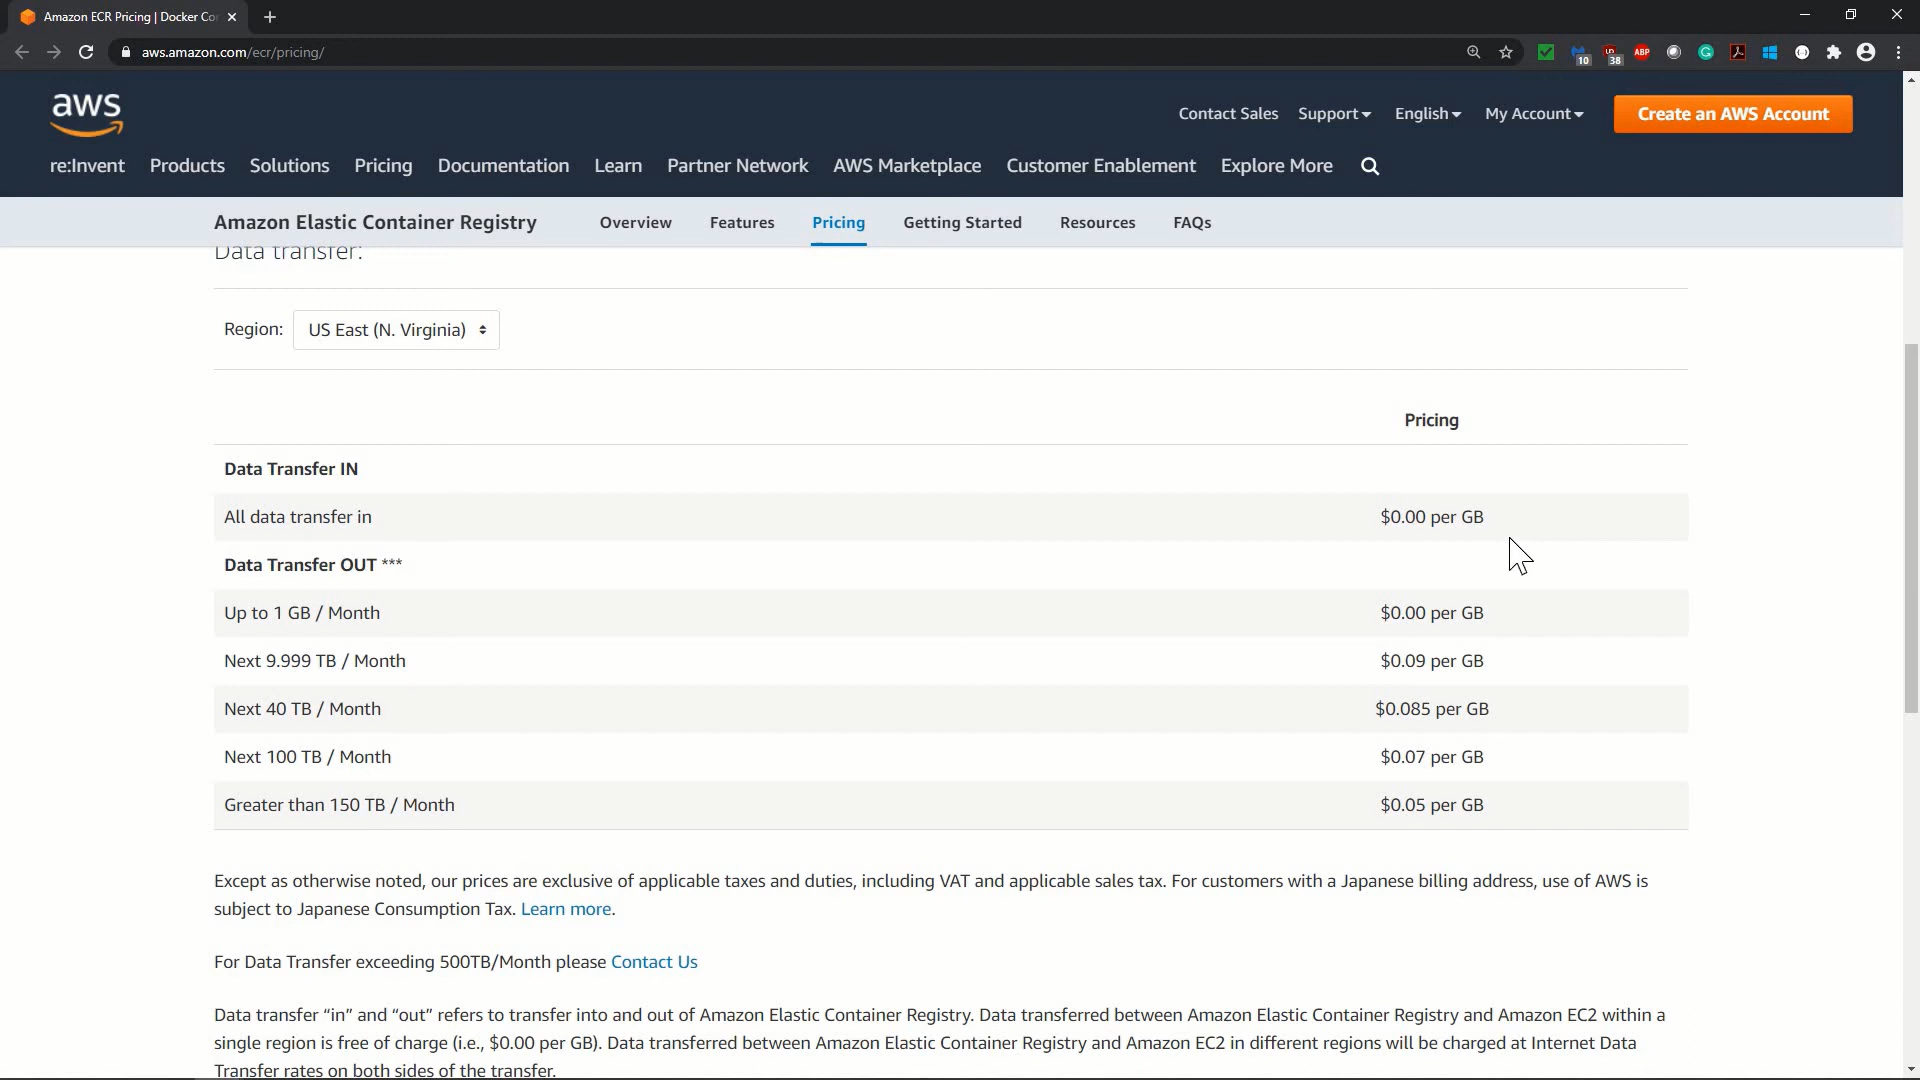 Amazon ECR Pricing | Docker Co
aws.amazon.com/ecr/pricing/
10
38
ABP
aws
Contact Sales Support English My Account Create an AWS Account
re:Invent Products Solutions Pricing Documentation Learn Partner Network AWS Marketplace Customer Enablement Explore More
Amazon Elastic Container Registry Overview Features Pricing Getting Started Resources FAQs
Data transfer:
Region: US East (N. Virginia)
Pricing
Data Transfer IN
All data transfer in $0.00 per GB
Data Transfer OUT ***
Up to 1 GB / Month $0.00 per GB
Next 9.999 TB / Month $0.09 per GB
Next 40 TB / Month $0.085 per GB
Next 100 TB / Month $0.07 per GB
Greater than 150 TB / Month $0.05 per GB
Except as otherwise noted, our prices are exclusive of applicable taxes and duties, including VAT and applicable sales tax. For customers with a Japanese billing address, use of AWS is
subject to Japanese Consumption Tax. Learn more.
For Data Transfer exceeding 500TB/Month please Contact Us
Data transfer “in” and “out” refers to transfer into and out of Amazon Elastic Container Registry. Data transferred between Amazon Elastic Container Registry and Amazon EC2 within a
single region is free of charge (i.e., $0.00 per GB). Data transferred between Amazon Elastic Container Registry and Amazon EC2 in different regions will be charged at Internet Data
Transfer rates on both sides of the transfer.